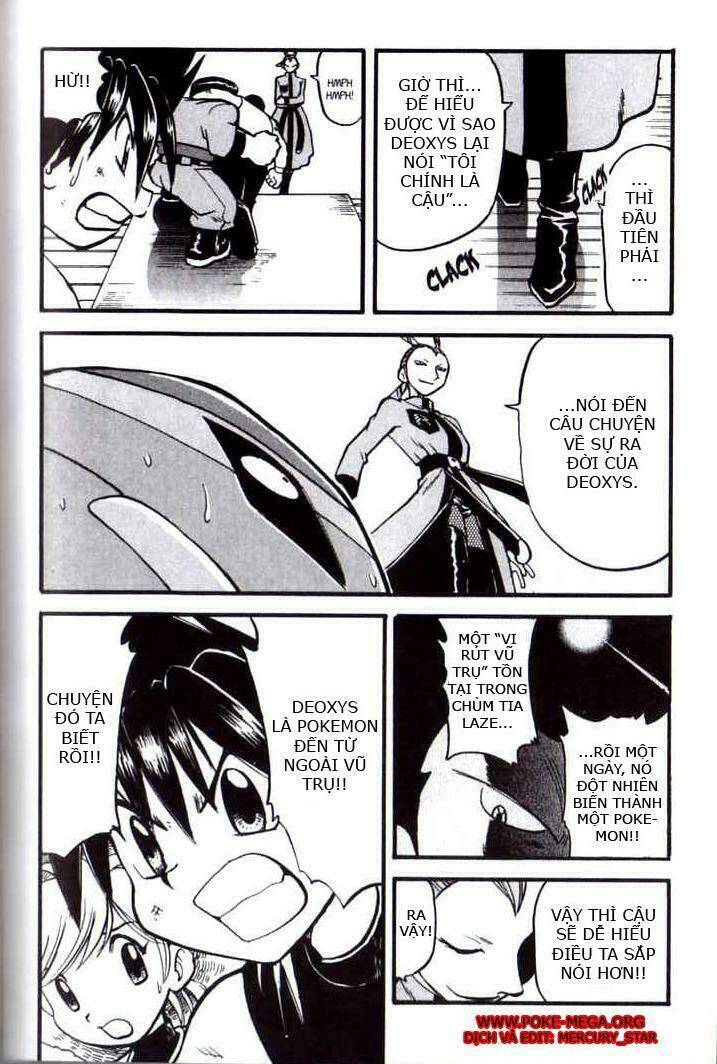 HỪ!!
HMPH
HMPH!
GIỜ THÌ...
ĐỂ HIỂU
ĐƯỢC VÌ SAO
DEOXYS LẠI
NÓI “TÔI
CHÍNH LÀ
CẬU”...
CLACK
CLACK
...
THÌ
ĐẦU
TIÊN
PHẢI
...
...NÓI ĐẾN
CÂU CHUYỆN
VỀ SỰ RA
ĐỜI CỦA
DEOXYS.
MỘT “VI
RÚT VŨ
TRỤ” TỒN
TẠI TRONG
CHÙM TIA
LAZE...
...RỒI MỘT
NGÀY, NÓ
ĐỘT NHIÊN
BIẾN THÀNH
MỘT POKE-
MON!!
CHUYỆN
ĐÓ TA
BIẾT
RỒI!!
DEOXYS
LÀ POKEMON
ĐẾN TỪ
NGOÀI VŨ
TRỤ!!
RA
VẬY!
VẬY THÌ CẬU
SẼ DỄ HIỂU
ĐIỀU TA SẮP
NÓI HƠN!!
WWW.POKE-MEGA.ORG
DỊCH VÀ EDIT: MERCURY_STAR